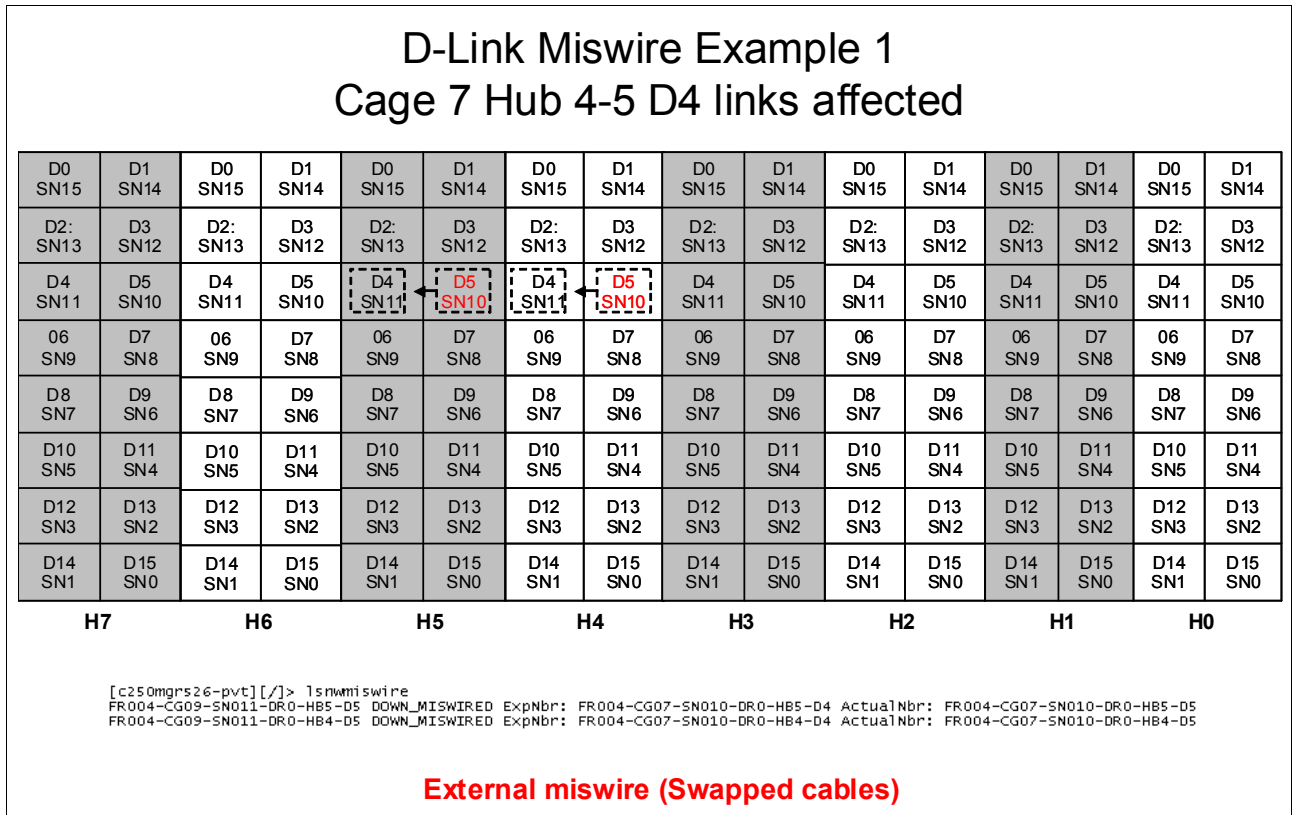 D-Link Miswire Example 1
Cage 7 Hub 4-5 D4 links affected
D0 D1 D0 D1 D0 D1 D0 D1 D0 D1 D0 D1 D0 D1 D0 D1
SN15 SN14 SN15 SN14 SN15 SN14 SN15 SN14 SN15 SN14 SN15 SN14 SN15 SN14 SN15 SN14
D2: D3 D2: D3 D2: D3 D2: D3 D2: D3 D2: D3 D2: D3 D2: D3
SN13 SN12 SN13 SN12 SN13 SN12 SN13 SN12 SN13 SN12 SN13 SN12 SN13 SN12 SN13 SN12
D4 D5 D4 D5 D4 D5 D4 D5 D4 D5 D4 D5 D4 D5 D4 D5
SN11 SN10 SN11 SN10 SN11 SN10 SN11 SN10 SN11 SN10 SN11 SN10 SN11 SN10 SN11 SN10
06 D7 06 D7 06 D7 06 D7 06 D7 06 D7 06 D7 06 D7
SN9 SN8 SN9 SN8 SN9 SN8 SN9 SN8 SN9 SN8 SN9 SN8 SN9 SN8 SN9 SN8
D8 D9 D8 D9 D8 D9 D8 D9 D8 D9 D8 D9 D8 D9 D8 D9
SN7 SN6 SN7 SN6 SN7 SN6 SN7 SN6 SN7 SN6 SN7 SN6 SN7 SN6 SN7 SN6
D10 D11 D10 D11 D10 D11 D10 D11 D10 D11 D10 D11 D10 D11 D10 D11
SN5 SN4 SN5 SN4 SN5 SN4 SN5 SN4 SN5 SN4 SN5 SN4 SN5 SN4 SN5 SN4
D12 D13 D12 D13 D12 D13 D12 D13 D12 D13 D12 D13 D12 D13 D12 D13
SN3 SN2 SN3 SN2 SN3 SN2 SN3 SN2 SN3 SN2 SN3 SN2 SN3 SN2 SN3 SN2
D14 D15 D14 D15 D14 D15 D14 D15 D14 D15 D14 D15 D14 D15 D14 D15
SN1 SN0 SN1 SN0 SN1 SN0 SN1 SN0 SN1 SN0 SN1 SN0 SN1 SN0 SN1 SN0
H7 H6 H5 H4 H3 H2 H1 H0
[c250mgrs26-pvt][/]> lsnwmiswire
FR004-CG09-SN011-DR0-HB5-D5 DOWN_MISWIRED ExpNbr: FR004-CG07-SN010-DR0-HB5-D4 ActualNbr: FR004-CG07-SN010-DR0-HB5-D5
FR004-CG09-SN011-DR0-HB4-D5 DOWN_MISWIRED ExpNbr: FR004-CG07-SN010-DR0-HB4-D4 ActualNbr: FR004-CG07-SN010-DR0-HB4-D5
External miswire (Swapped cables)